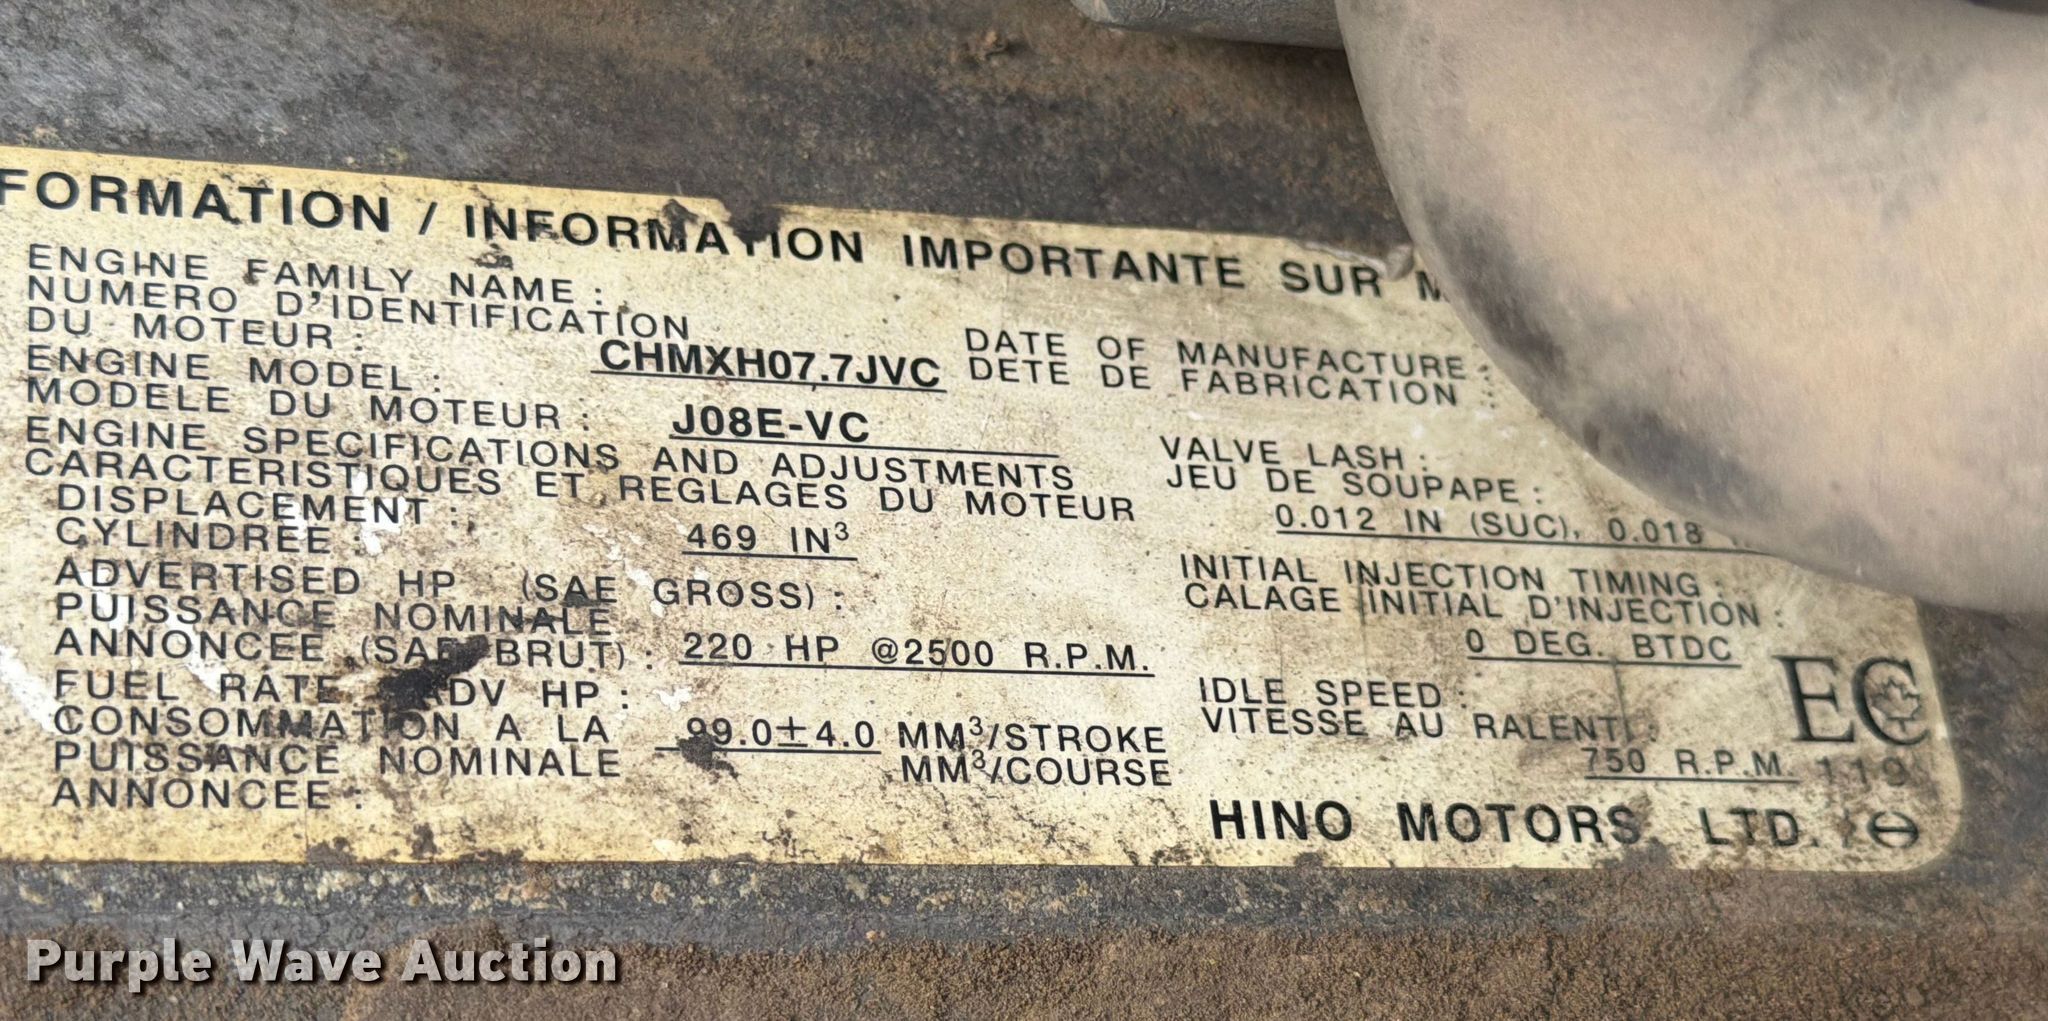 FORMATION / INFORMATION IMPORTANTE SUR
ENGINE FAMILY NAME :
NUMERO D'IDENTIFICATION
DU MOTEUR :
CHMXH07.7JVC
ENGINE MODEL :
MODELE DU MOTEUR :
J08E-VC
ENGINE SPECIFICATIONS AND ADJUSTMENTS
CARACTERISTIQUES ET REGLAGES DU MOTEUR
DISPLACEMENT :
CYLINDREE :
469 IN³
ADVERTISED HP (SAE GROSS) :
PUISSANCE NOMINALE
ANNONCEE (SAE BRUT) :
220 HP @2500 R.P.M.
FUEL RATE ADV HP :
CONSOMMATION A LA
PUISSANCE NOMINALE
ANNONCEE :
99.0±4.0 MM³/STROKE
MM³/COURSE
DATE OF MANUFACTURE :
DETE DE FABRICATION :
VALVE LASH :
JEU DE SOUPAPE :
0.012 IN (SUC), 0.018
INITIAL INJECTION TIMING :
CALAGE INITIAL D'INJECTION :
0 DEG. BTDC
IDLE SPEED :
VITESSE AU RALENTI :
750 R.P.M.
EC
119
HINO MOTORS, LTD.
Purple Wave Auction